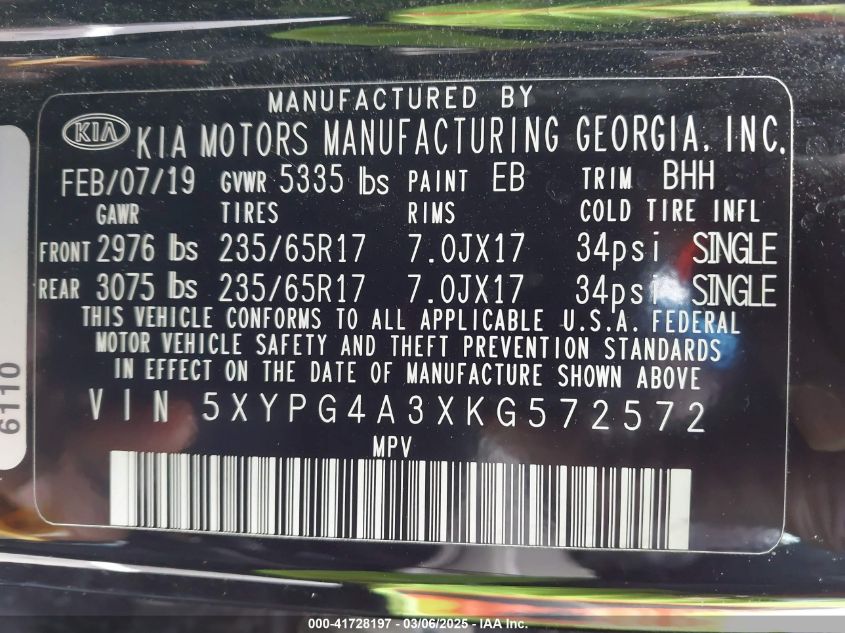 MANUFACTURED BY
KIA KIA MOTORS MANUFACTURING GEORGIA, INC.
FEB/07/19 GVWR 5335 lbs PAINT EB TRIM BHH
GAWR TIRES RIMS COLD TIRE INFL
FRONT 2976 lbs 235/65R17 7.0JX17 34psi SINGLE
REAR 3075 lbs 235/65R17 7.0JX17 34psi SINGLE
THIS VEHICLE CONFORMS TO ALL APPLICABLE U.S.A. FEDERAL
MOTOR VEHICLE SAFETY AND THEFT PREVENTION STANDARDS
IN EFFECT ON THE DATE OF MANUFACTURE SHOWN ABOVE
VIN 5XYPG4A3XKG572572
MPV
6110
000-41728197 - 03/06/2025 - IAA Inc.